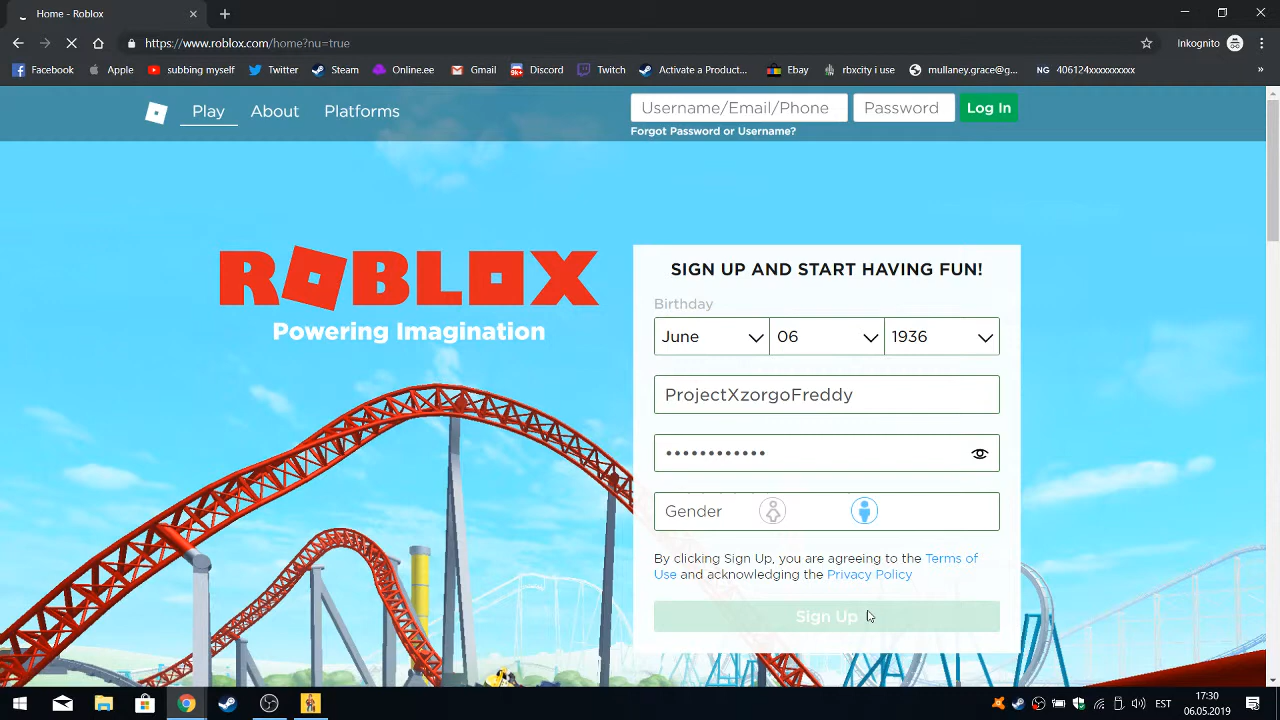 Home - Roblox
https://www.roblox.com/home?nu=true
Inkognito
Facebook Apple subbing myself Twitter Steam Online.ee Gmail Discord Twitch Activate a Product... Ebay rbxcity i use mullaney.grace@g... NG 406124xxxxxxxxxx »
Play About Platforms Username/Email/Phone Password Log In
Forgot Password or Username?
ROBLOX
Powering Imagination
SIGN UP AND START HAVING FUN!
Birthday
June 06 1936
ProjectXzorgoFreddy
••••••••••••
Gender
By clicking Sign Up, you are agreeing to the Terms of
Use and acknowledging the Privacy Policy
Sign Up
EST
17:30
06.05.2019